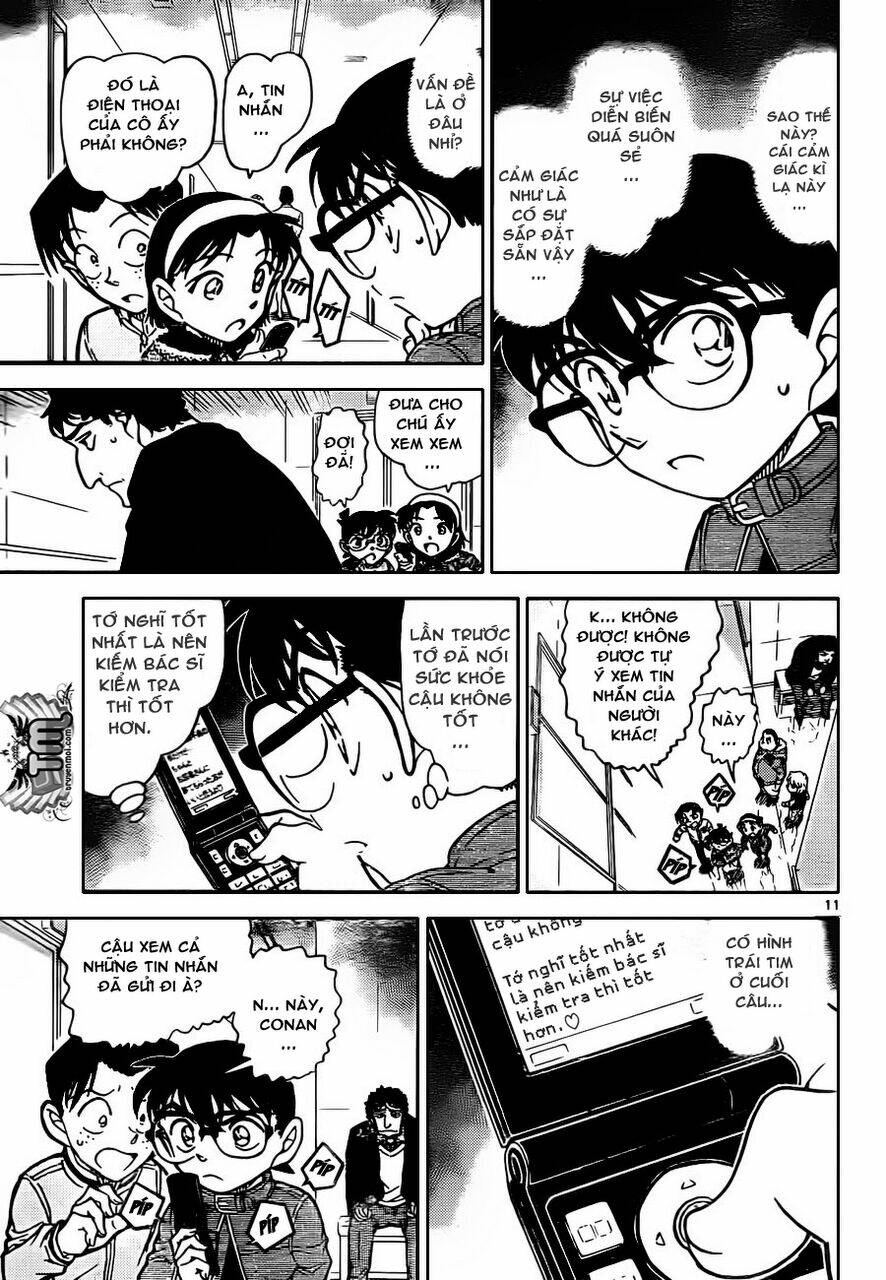 SAO THẾ
NÀY?
CÁI CẢM
GIÁC KÌ
LẠ NÀY
...
SỰ VIỆC
DIỄN BIẾN
QUÁ SUÔN
SẺ
...
CẢM GIÁC
NHƯ LÀ
CÓ SỰ
SẮP ĐẶT
SẴN VẬY
...
VẤN ĐỀ
LÀ Ở
ĐÂU
NHỈ?
A, TIN
NHẮN
...
ĐÓ LÀ
ĐIỆN THOẠI
CỦA CÔ ẤY
PHẢI KHÔNG?
TÍT
TÍT
ĐƯA CHO
CHÚ ẤY
XEM XEM
...
ĐỢI
ĐÃ!
K... KHÔNG
ĐƯỢC! KHÔNG
ĐƯỢC TỰ
Ý XEM TIN
NHẮN CỦA
NGƯỜI
KHÁC!
NÀY
...
PÍP
PÍP
LẦN TRƯỚC
TỚ ĐÃ NÓI
SỨC KHỎE
CẬU KHÔNG
TỐT
...
TỚ NGHĨ TỐT
NHẤT LÀ NÊN
KIẾM BÁC SĨ
KIỂM TRA
THÌ TỐT
HƠN.
TM
truyenmoi.com
11
CÓ HÌNH
TRÁI TIM
Ở CUỐI
CÂU...
cậu không
Tớ nghĩ tốt nhất
là nên kiếm bác sĩ
kiểm tra thì tốt
hơn.♡
CẬU XEM CẢ
NHỮNG TIN NHẮN
ĐÃ GỬI ĐI À?
N... NÀY,
CONAN
...
PÍP
PÍP
PÍP